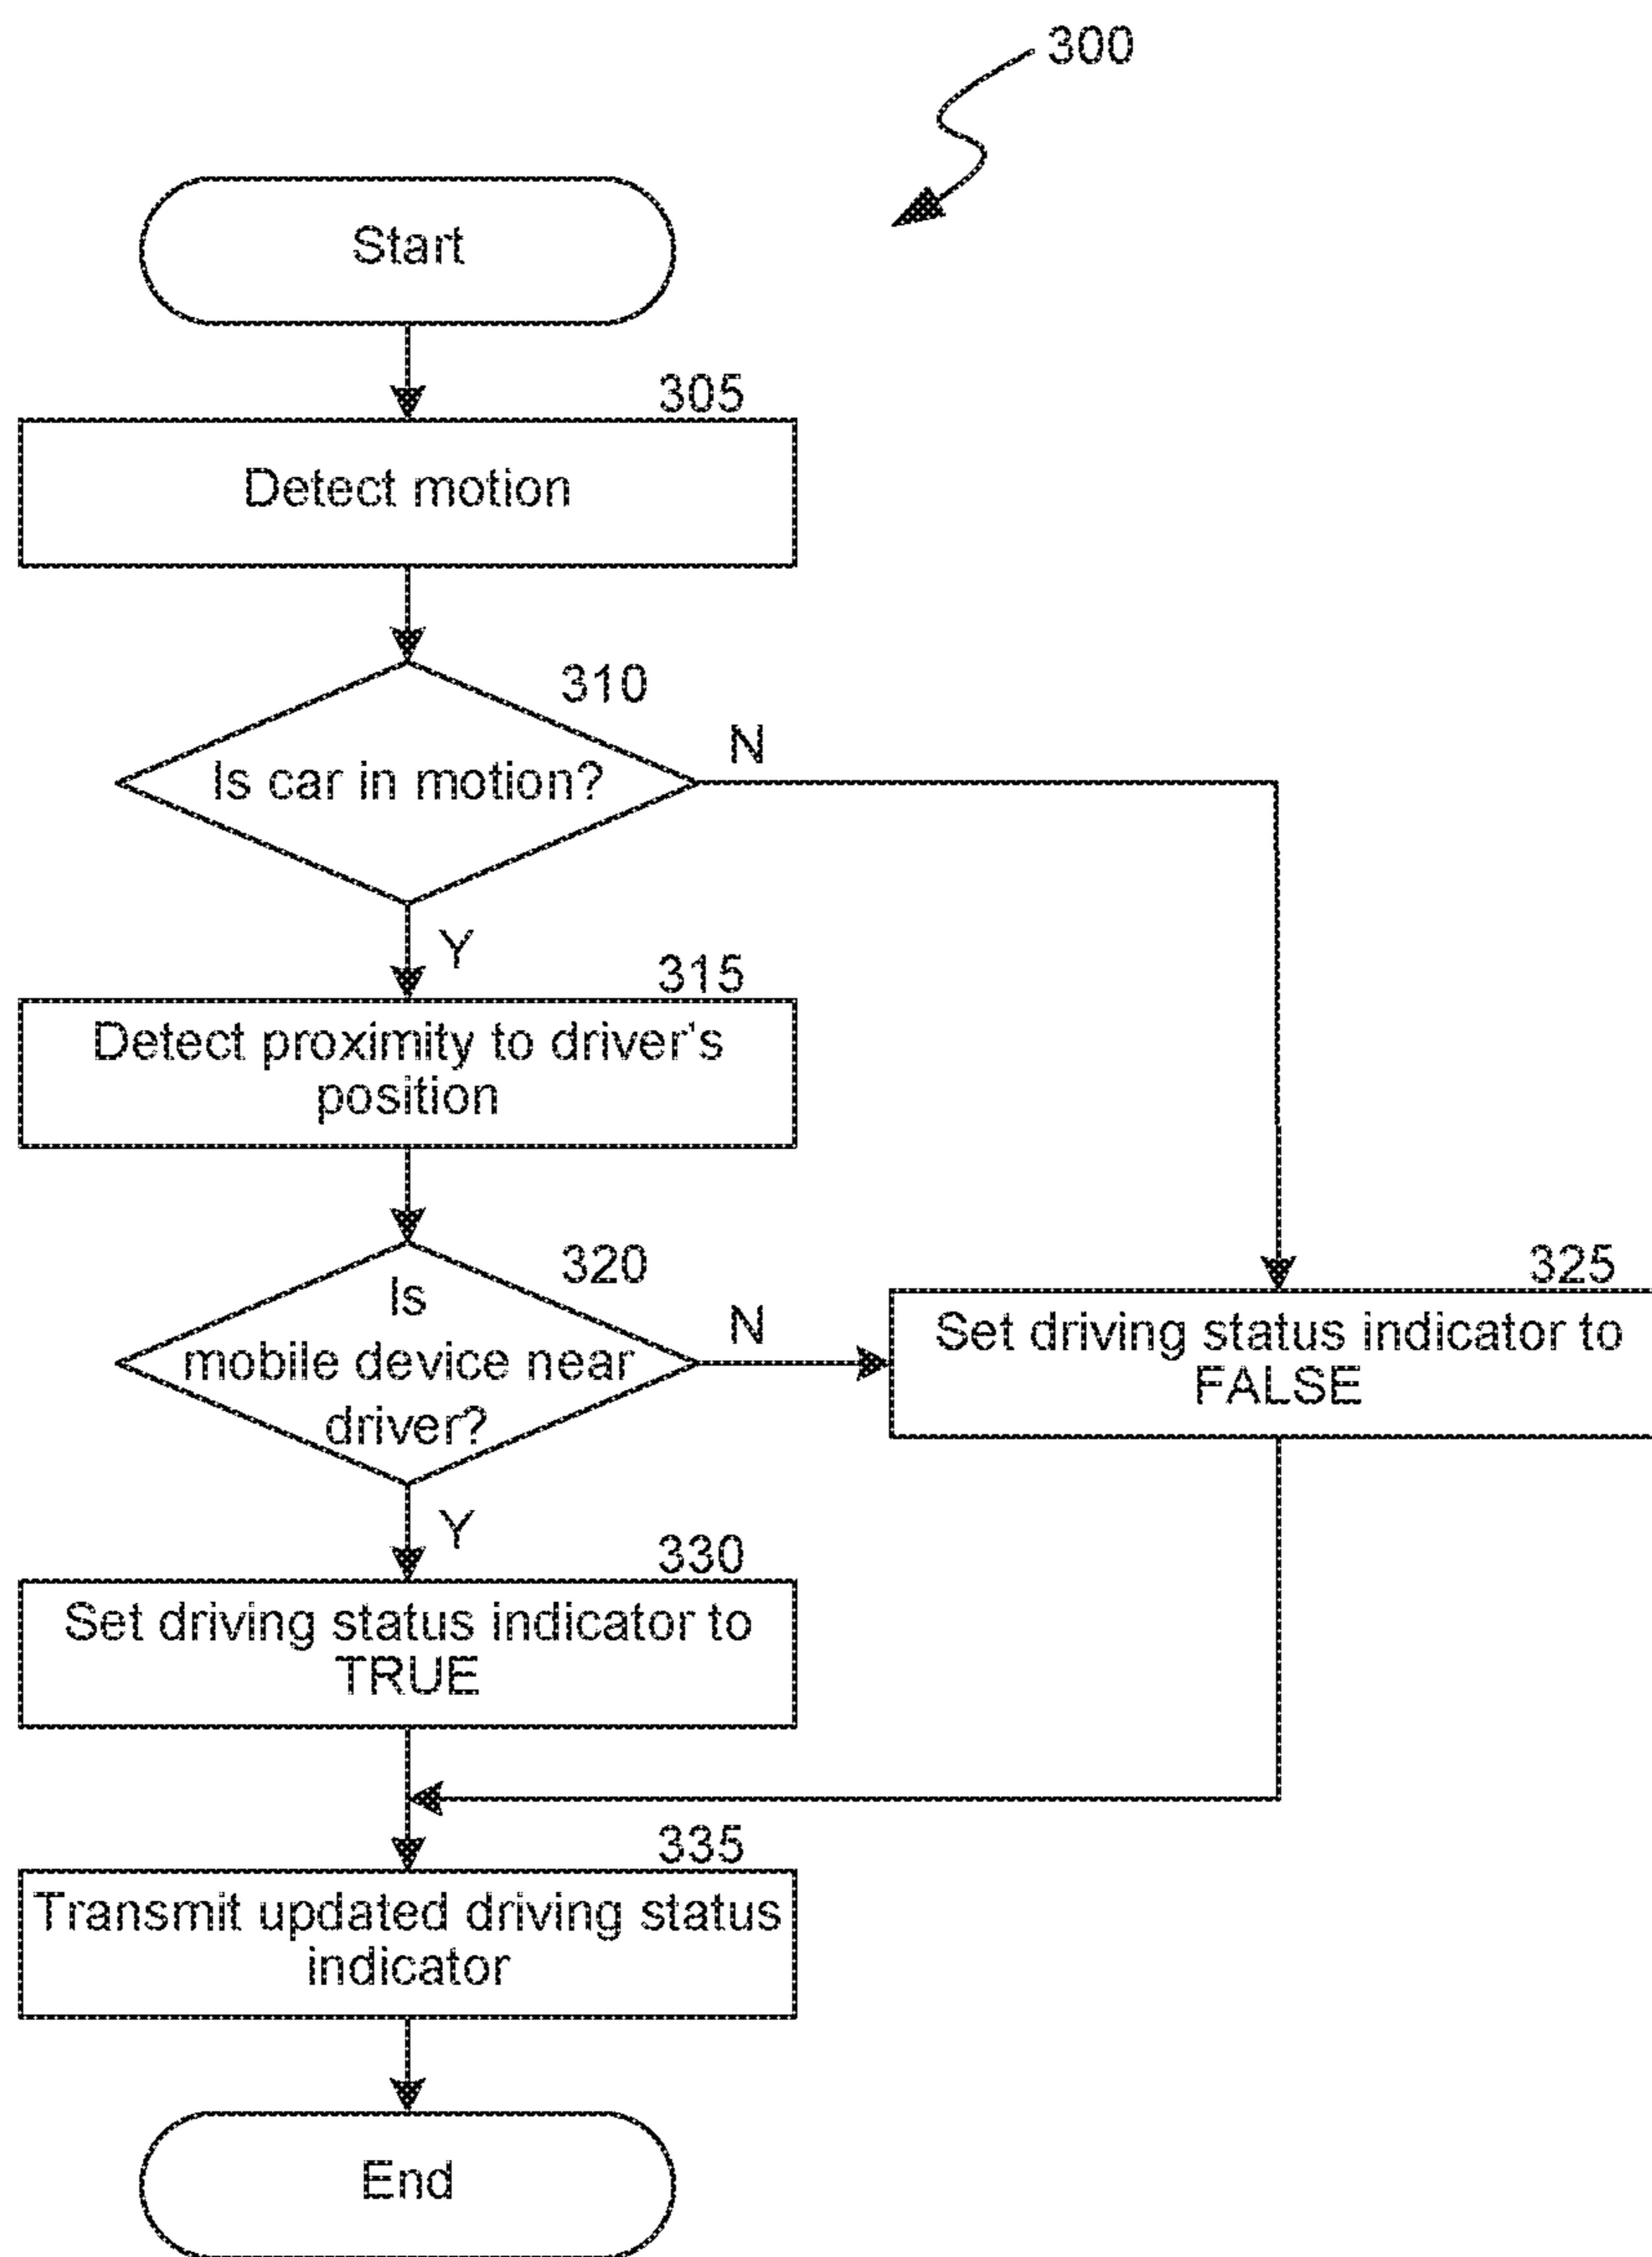 300
Start
305
Detect motion
310
Is car in motion?
N
Y
315
Detect proximity to driver's
position
320
Is
mobile device near
driver?
N
325
Set driving status indicator to
FALSE
Y
330
Set driving status indicator to
TRUE
335
Transmit updated driving status
indicator
End